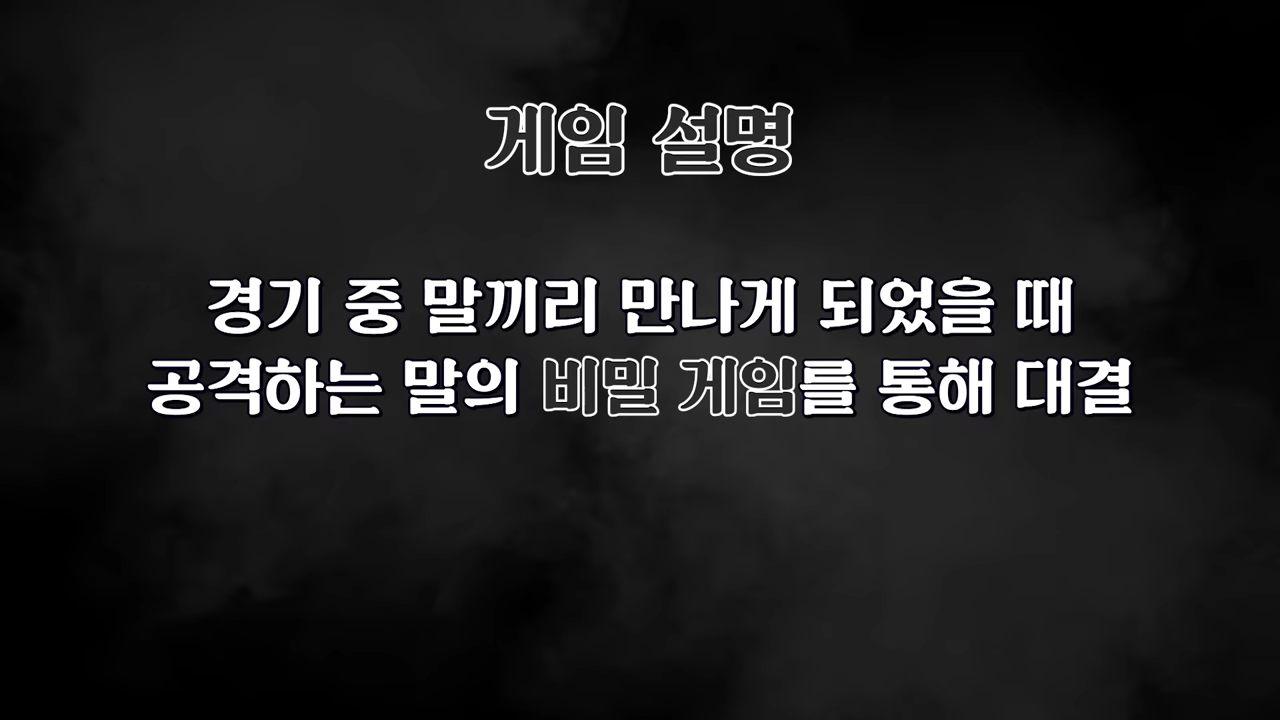 게임 설명
경기 중 말끼리 만나게 되었을 때
공격하는 말의 비밀 게임를 통해 대결